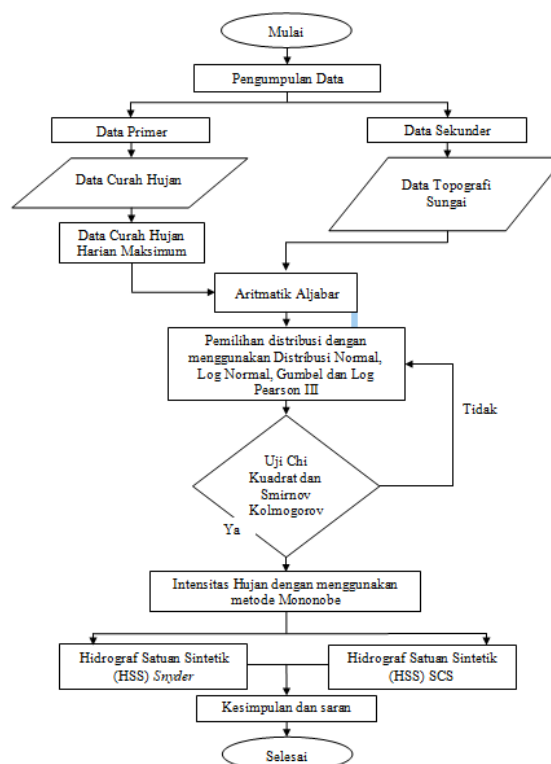 Mulai
Pengumpulan Data
Data Primer
Data Sekunder
Data Curah Hujan
Data Topografi
Sungai
Data Curah Hujan
Harian Maksimum
Aritmatik Aljabar
Pemilihan distribusi dengan
menggunakan Distribusi Normal,
Log Normal, Gumbel dan Log
Pearson III
Tidak
Uji Chi
Kuadrat dan
Smirnov
Kolmogorov
Ya
Intensitas Hujan dengan menggunakan
metode Mononobe
Hidrograf Satuan Sintetik
(HSS) Snyder
Hidrograf Satuan Sintetik
(HSS) SCS
Kesimpulan dan saran
Selesai